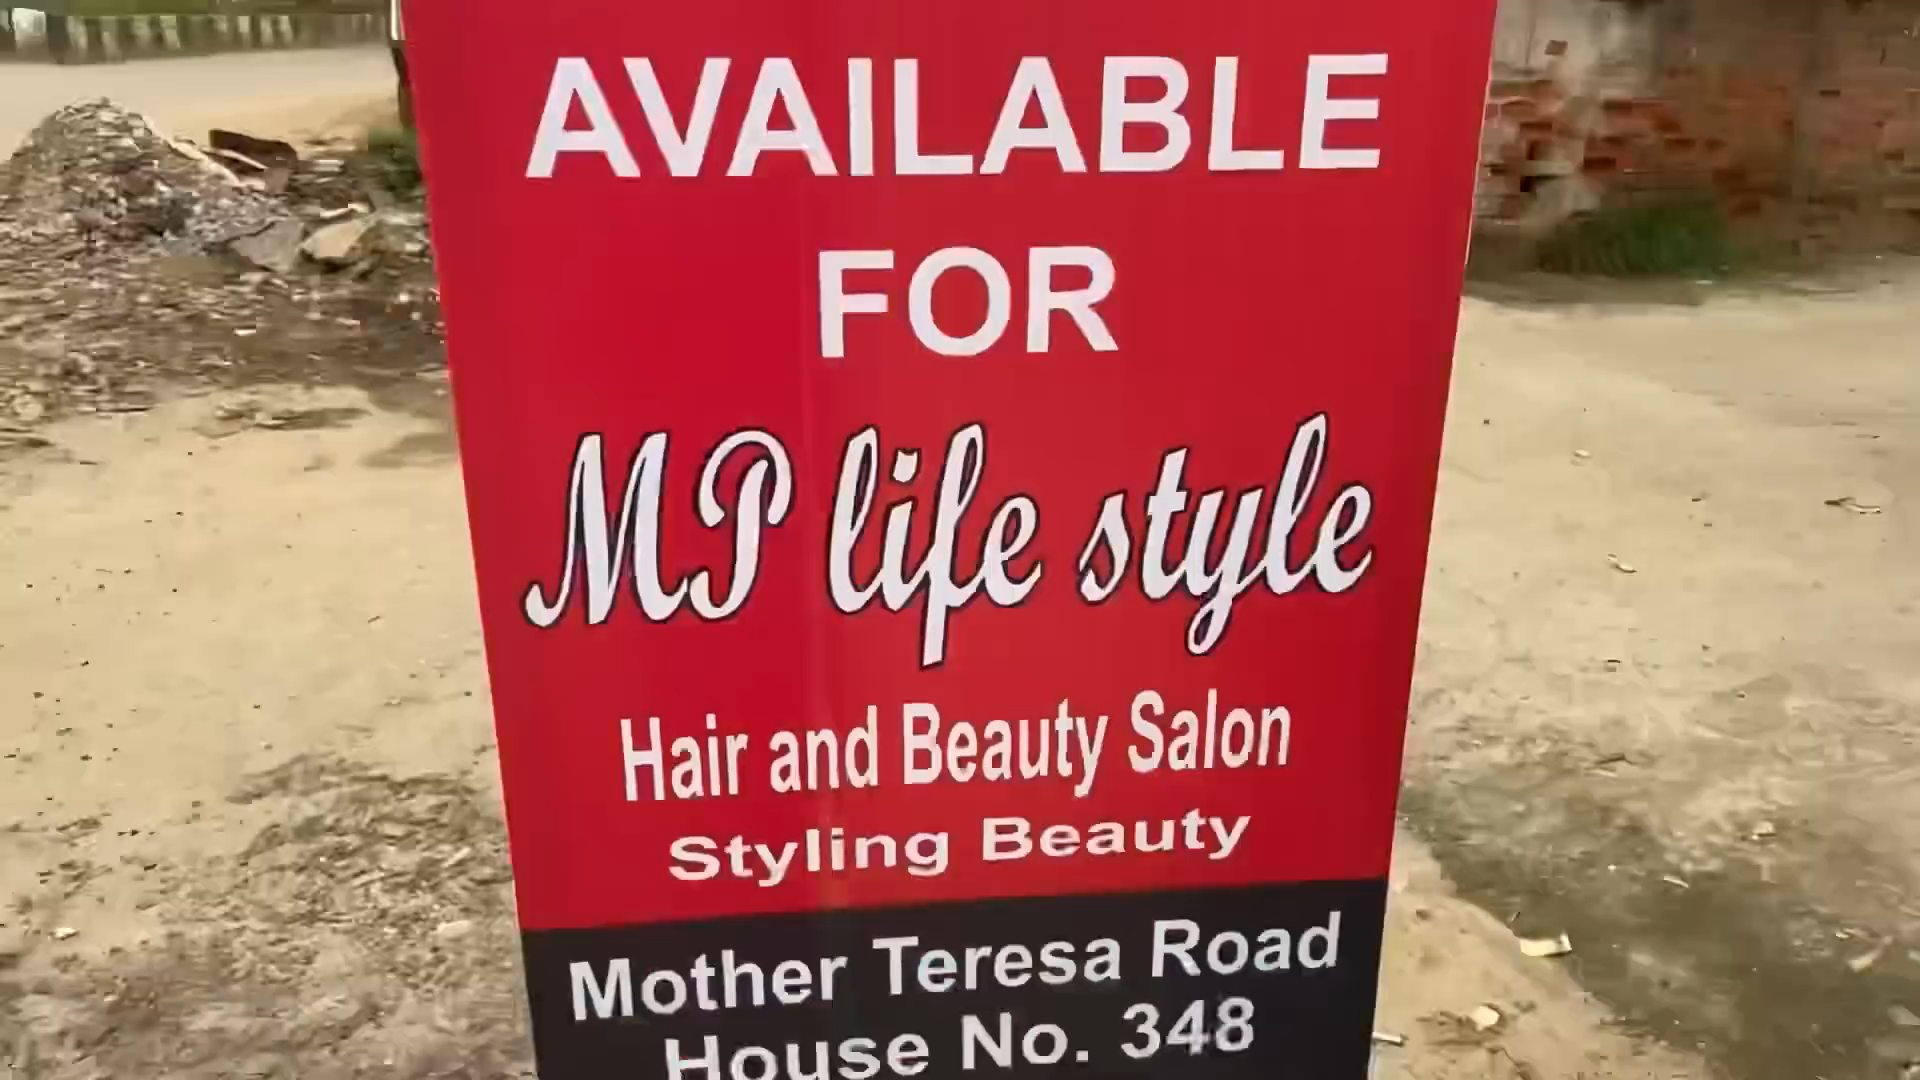 AVAILABLE
FOR
MP life style
Hair and Beauty Salon
Styling Beauty
Mother Teresa Road
House No. 348